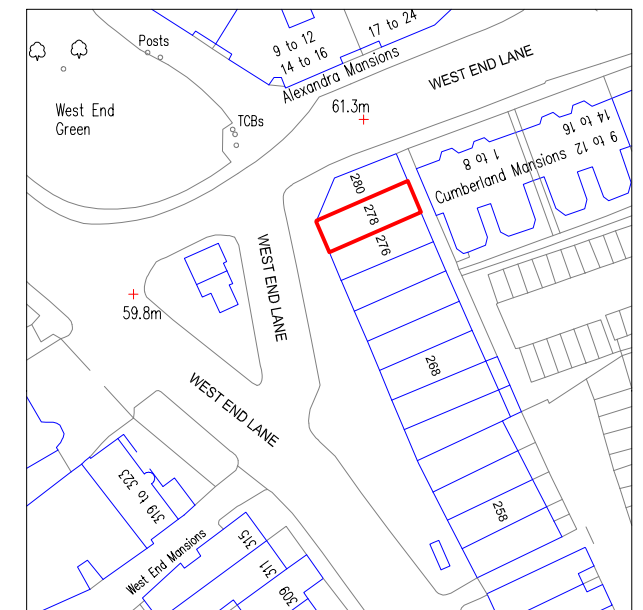 Posts
9 to 12
14 to 16
17 to 24
Alexandra Mansions
WEST END LANE
61.3m
West End
Green
TCBs
14 to 16
9 to 12
1 to 8
Cumberland Mansions
280
278
276
WEST END LANE
59.8m
268
WEST END LANE
319 to 323
258
West End Mansions
315
311
309